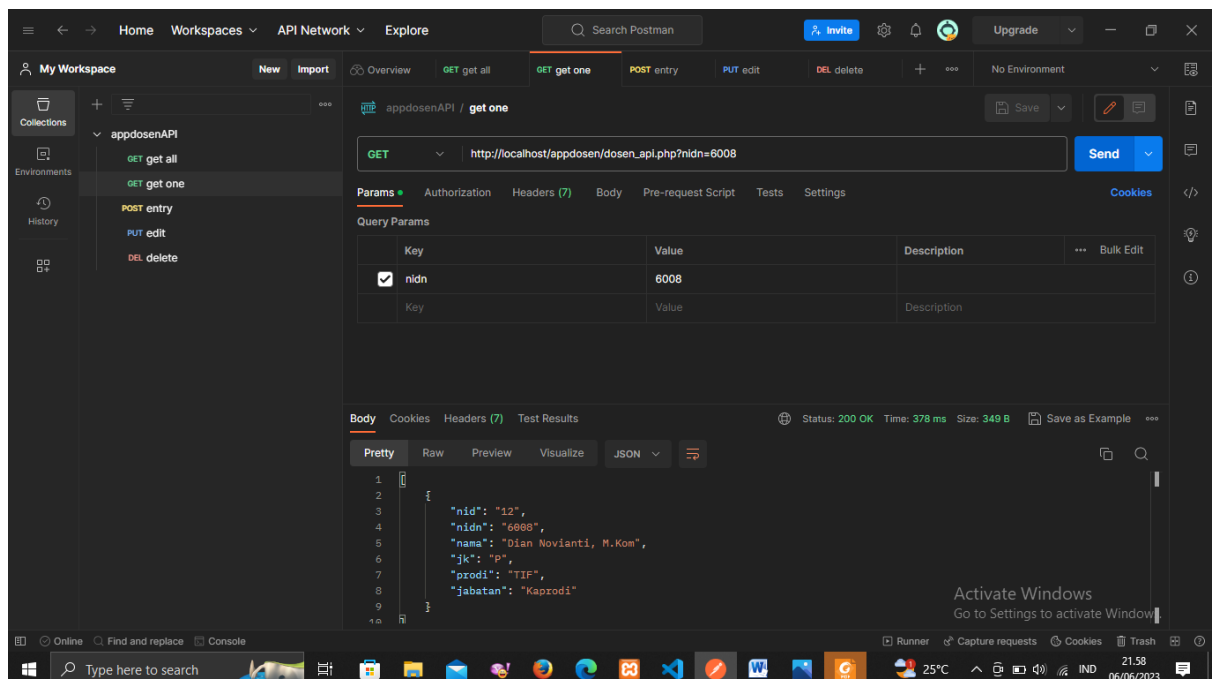 Home Workspaces API Network Explore Search Postman Invite Upgrade
My Workspace New Import Overview GET get all GET get one POST entry PUT edit DEL delete No Environment
Collections
Environments
History
appdosenAPI
GET get all
GET get one
POST entry
PUT edit
DEL delete
HTTP appdosenAPI / get one Save
GET http://localhost/appdosen/dosen_api.php?nidn=6008 Send
Params Authorization Headers (7) Body Pre-request Script Tests Settings Cookies
Query Params
Key Value Description Bulk Edit
nidn 6008
Key Value Description
Body Cookies Headers (7) Test Results Status: 200 OK Time: 378 ms Size: 349 B Save as Example
Pretty Raw Preview Visualize JSON
1 [
2 {
3 "nid": "12",
4 "nidn": "6008",
5 "nama": "Dian Novianti, M.Kom",
6 "jk": "P",
7 "prodi": "TIF",
8 "jabatan": "Kaprodi"
9 }
10 ]
Activate Windows
Go to Settings to activate Windows.
Online Find and replace Console Runner Capture requests Cookies Trash
Type here to search 25°C IND 21.58
06/06/2023